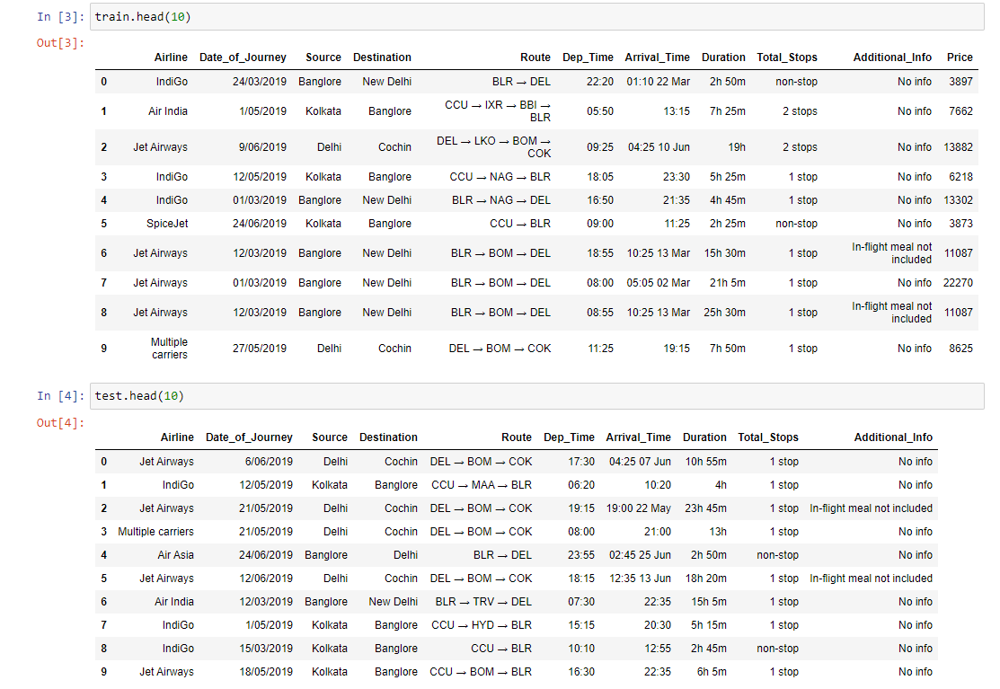 In [3]: train.head(10)
Out[3]:
Airline Date_of_Journey Source Destination Route Dep_Time Arrival_Time Duration Total_Stops Additional_Info Price
0 IndiGo 24/03/2019 Banglore New Delhi BLR → DEL 22:20 01:10 22 Mar 2h 50m non-stop No info 3897
1 Air India 1/05/2019 Kolkata Banglore CCU → IXR → BBI → BLR 05:50 13:15 7h 25m 2 stops No info 7662
2 Jet Airways 9/06/2019 Delhi Cochin DEL → LKO → BOM → COK 09:25 04:25 10 Jun 19h 2 stops No info 13882
3 IndiGo 12/05/2019 Kolkata Banglore CCU → NAG → BLR 18:05 23:30 5h 25m 1 stop No info 6218
4 IndiGo 01/03/2019 Banglore New Delhi BLR → NAG → DEL 16:50 21:35 4h 45m 1 stop No info 13302
5 SpiceJet 24/06/2019 Kolkata Banglore CCU → BLR 09:00 11:25 2h 25m non-stop No info 3873
6 Jet Airways 12/03/2019 Banglore New Delhi BLR → BOM → DEL 18:55 10:25 13 Mar 15h 30m 1 stop In-flight meal not included 11087
7 Jet Airways 01/03/2019 Banglore New Delhi BLR → BOM → DEL 08:00 05:05 02 Mar 21h 5m 1 stop No info 22270
8 Jet Airways 12/03/2019 Banglore New Delhi BLR → BOM → DEL 08:55 10:25 13 Mar 25h 30m 1 stop In-flight meal not included 11087
9 Multiple carriers 27/05/2019 Delhi Cochin DEL → BOM → COK 11:25 19:15 7h 50m 1 stop No info 8625
In [4]: test.head(10)
Out[4]:
Airline Date_of_Journey Source Destination Route Dep_Time Arrival_Time Duration Total_Stops Additional_Info
0 Jet Airways 6/06/2019 Delhi Cochin DEL → BOM → COK 17:30 04:25 07 Jun 10h 55m 1 stop No info
1 IndiGo 12/05/2019 Kolkata Banglore CCU → MAA → BLR 06:20 10:20 4h 1 stop No info
2 Jet Airways 21/05/2019 Delhi Cochin DEL → BOM → COK 19:15 19:00 22 May 23h 45m 1 stop In-flight meal not included
3 Multiple carriers 21/05/2019 Delhi Cochin DEL → BOM → COK 08:00 21:00 13h 1 stop No info
4 Air Asia 24/06/2019 Banglore Delhi BLR → DEL 23:55 02:45 25 Jun 2h 50m non-stop No info
5 Jet Airways 12/06/2019 Delhi Cochin DEL → BOM → COK 18:15 12:35 13 Jun 18h 20m 1 stop In-flight meal not included
6 Air India 12/03/2019 Banglore New Delhi BLR → TRV → DEL 07:30 22:35 15h 5m 1 stop No info
7 IndiGo 1/05/2019 Kolkata Banglore CCU → HYD → BLR 15:15 20:30 5h 15m 1 stop No info
8 IndiGo 15/03/2019 Kolkata Banglore CCU → BLR 10:10 12:55 2h 45m non-stop No info
9 Jet Airways 18/05/2019 Kolkata Banglore CCU → BOM → BLR 16:30 22:35 6h 5m 1 stop No info